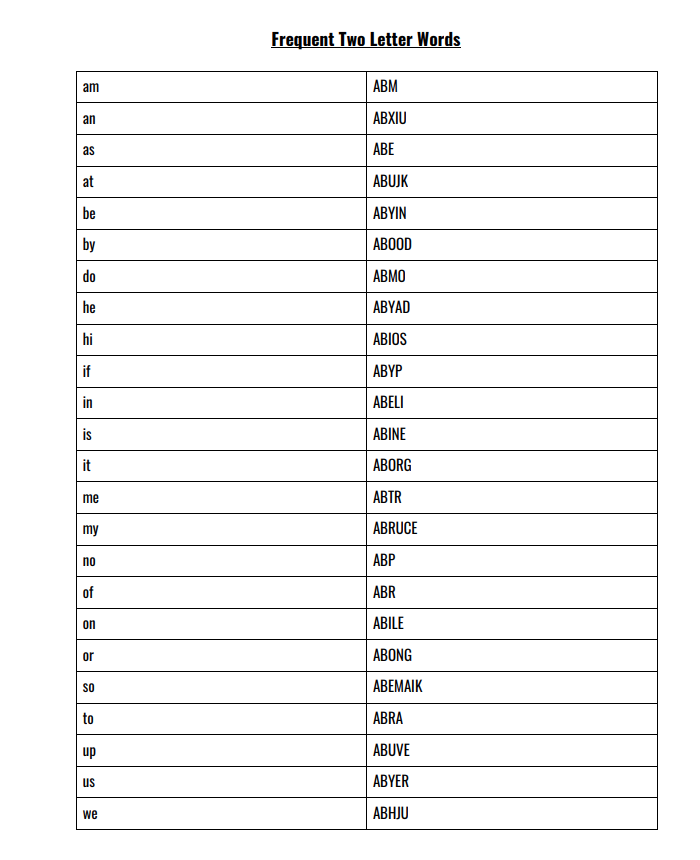 Frequent Two Letter Words
am ABM
an ABXIU
as ABE
at ABUJK
be ABYIN
by ABOOD
do ABMO
he ABYAD
hi ABIOS
if ABYP
in ABELI
is ABINE
it ABORG
me ABTR
my ABRUCE
no ABP
of ABR
on ABILE
or ABONG
so ABEMAIK
to ABRA
up ABUVE
us ABYER
we ABHJU